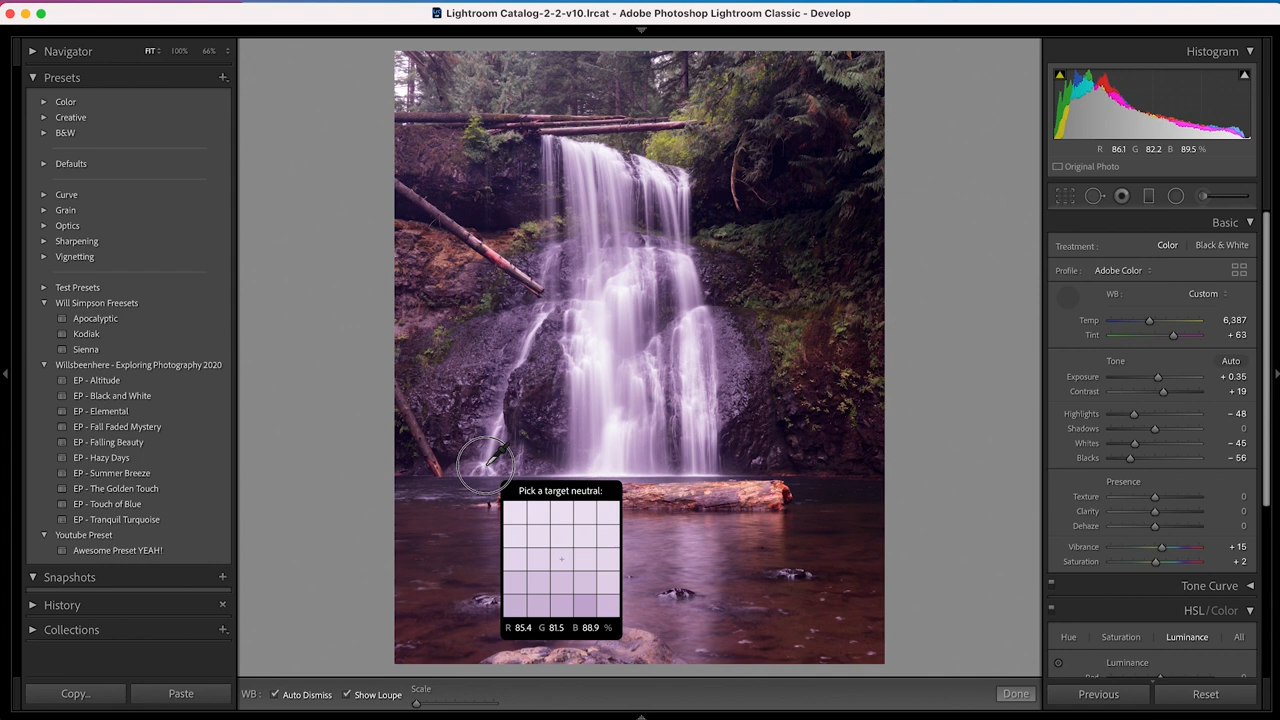 Lightroom Catalog-2-2-v10.lrcat - Adobe Photoshop Lightroom Classic - Develop
Navigator FIT 100% 66%
Presets
Color
Creative
B&W
Defaults
Curve
Grain
Optics
Sharpening
Vignetting
Test Presets
Will Simpson Freesets
Apocalyptic
Kodiak
Sienna
Willsbeenhere - Exploring Photography 2020
EP - Altitude
EP - Black and White
EP - Elemental
EP - Fall Faded Mystery
EP - Falling Beauty
EP - Hazy Days
EP - Summer Breeze
EP - The Golden Touch
EP - Touch of Blue
EP - Tranquil Turquoise
Youtube Preset
Awesome Preset YEAH!
Snapshots
History
Collections
Copy... Paste
Pick a target neutral:
R 85.4 G 81.5 B 88.9 %
WB : Auto Dismiss Show Loupe Scale Done
Histogram
R 86.1 G 82.2 B 89.5 %
Original Photo
Basic
Treatment : Color Black & White
Profile : Adobe Color
WB : Custom
Temp 6,387
Tint + 63
Tone Auto
Exposure + 0.35
Contrast + 19
Highlights - 48
Shadows 0
Whites - 45
Blacks - 56
Presence
Texture 0
Clarity 0
Dehaze 0
Vibrance + 15
Saturation + 2
Tone Curve
HSL / Color
Hue Saturation Luminance All
Luminance
Previous Reset